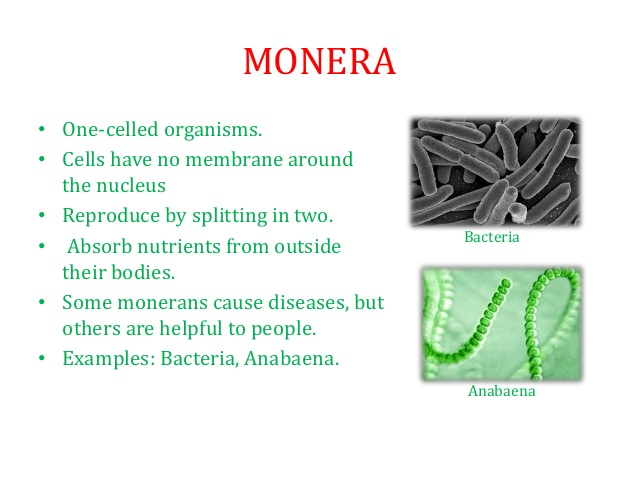 MONERA
• One-celled organisms.
• Cells have no membrane around
the nucleus
• Reproduce by splitting in two.
• Absorb nutrients from outside
their bodies.
• Some monerans cause diseases, but
others are helpful to people.
• Examples: Bacteria, Anabaena.
Bacteria
Anabaena